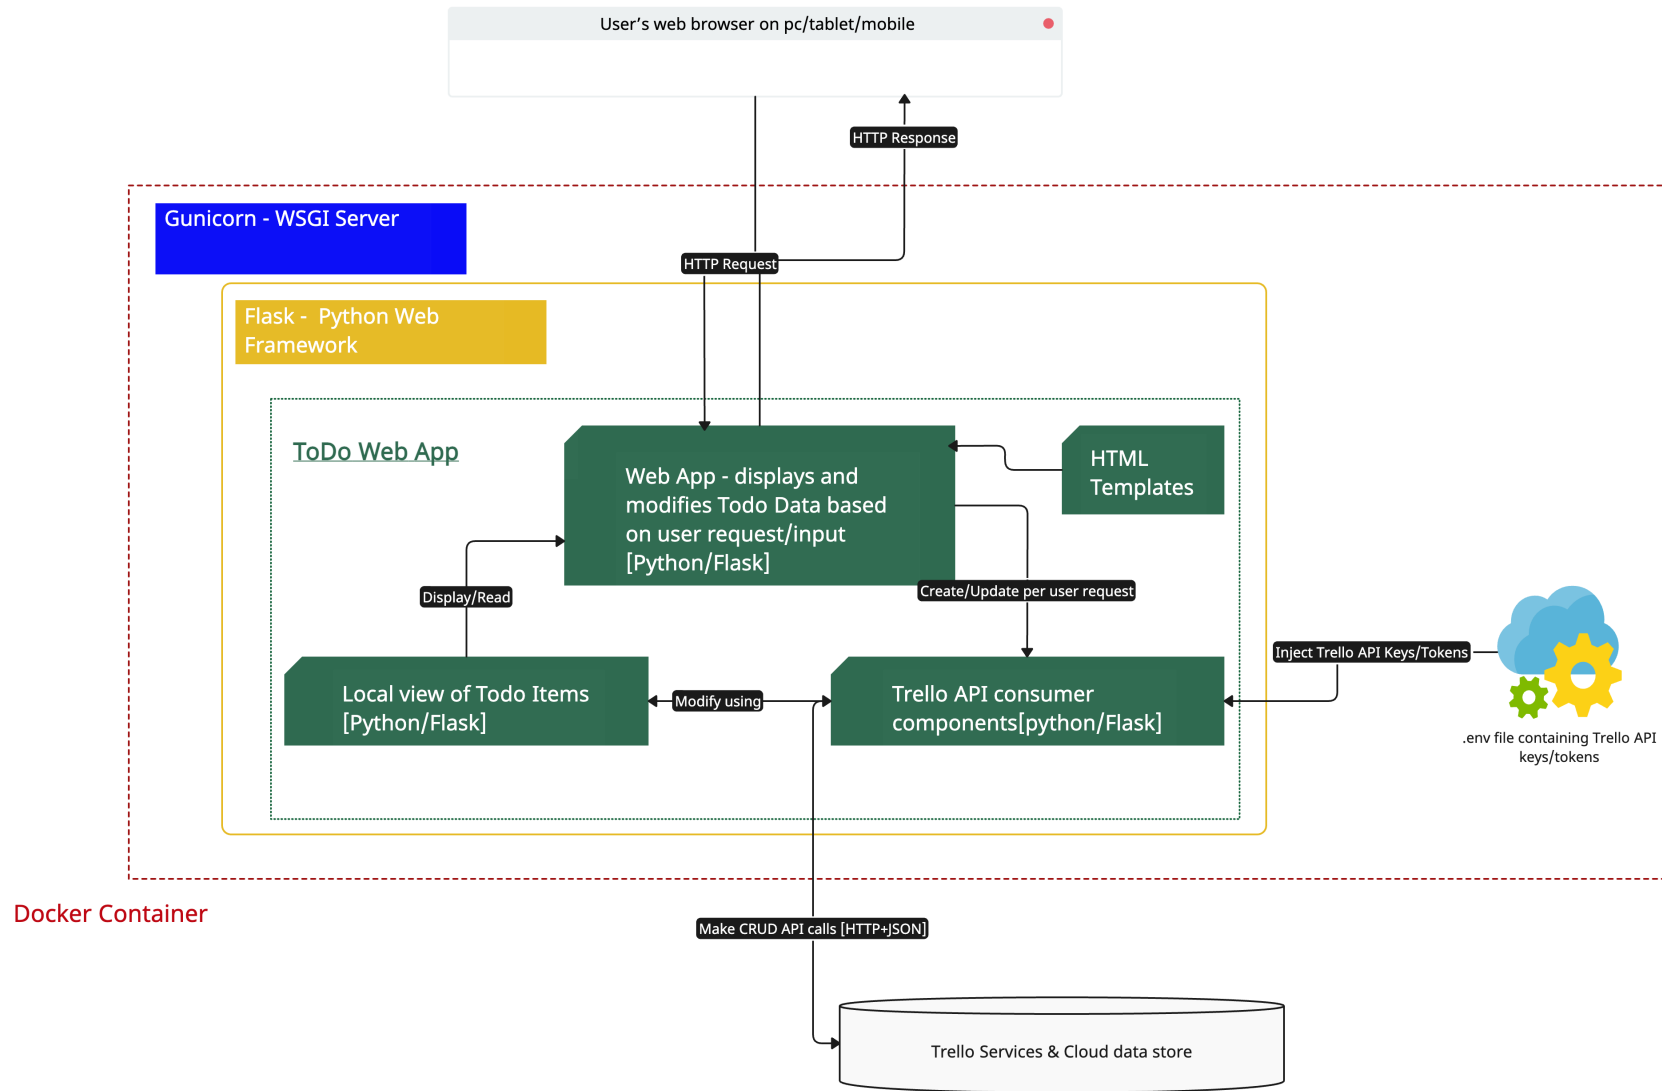 User’s web browser on pc/tablet/mobile
HTTP Response
Gunicorn - WSGI Server
HTTP Request
Flask -  Python Web
Framework
ToDo Web App
Web App - displays and
modifies Todo Data based
on user request/input
[Python/Flask]
HTML
Templates
Display/Read
Create/Update per user request
Inject Trello API Keys/Tokens
Local view of Todo Items
[Python/Flask]
Modify using
Trello API consumer
components[python/Flask]
.env file containing Trello API
keys/tokens
Docker Container
Make CRUD API calls [HTTP+JSON]
Trello Services & Cloud data store